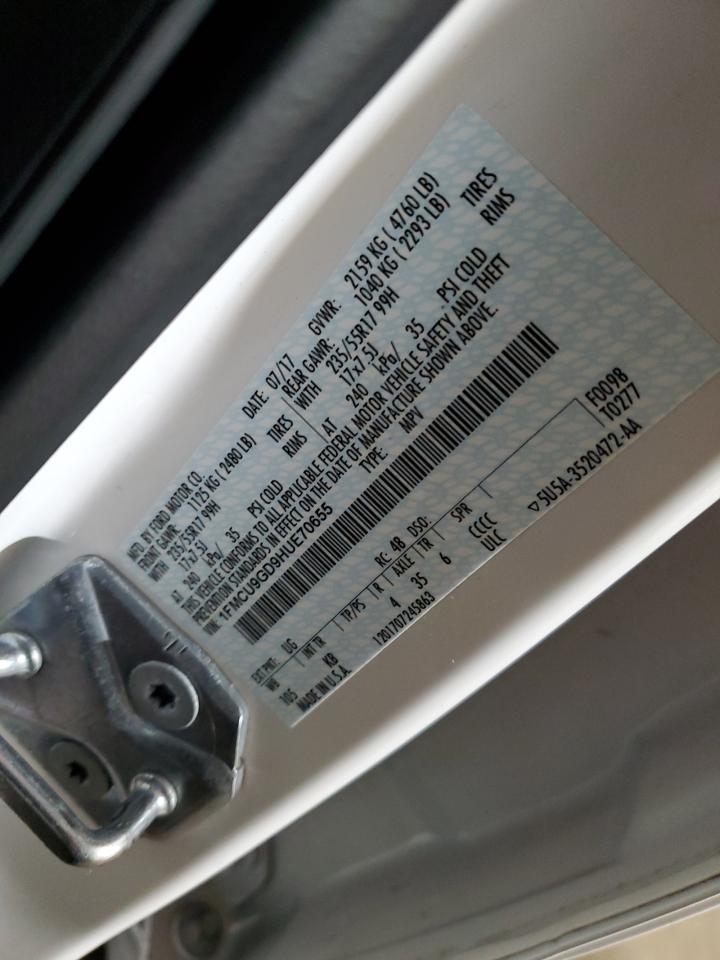 MFD. BY FORD MOTOR CO.
DATE: 07/17 GVWR: 2159 KG ( 4760 LB)
FRONT GAWR: 1125 KG ( 2480 LB) REAR GAWR: 1040 KG ( 2293 LB)
WITH 235/55R17 99H TIRES WITH 235/55R17 99H TIRES
17x7.5J RIMS 17x7.5J RIMS
AT 240 kPa/ 35 PSI COLD AT 240 kPa/ 35 PSI COLD
THIS VEHICLE CONFORMS TO ALL APPLICABLE FEDERAL MOTOR VEHICLE SAFETY AND THEFT
PREVENTION STANDARDS IN EFFECT ON THE DATE OF MANUFACTURE SHOWN ABOVE.
VIN: 1FMCU9GD9HUE70655 TYPE: MPV
F0098
T0277
EXT PNT: UG RC: 48 DSO:
WB INT TR TP/PS R AXLE TR SPR
105 KB 4 35 6 CCCC
ULC
MADE IN U.S.A. 1201707245863 ▽5U5A-3520472-AA